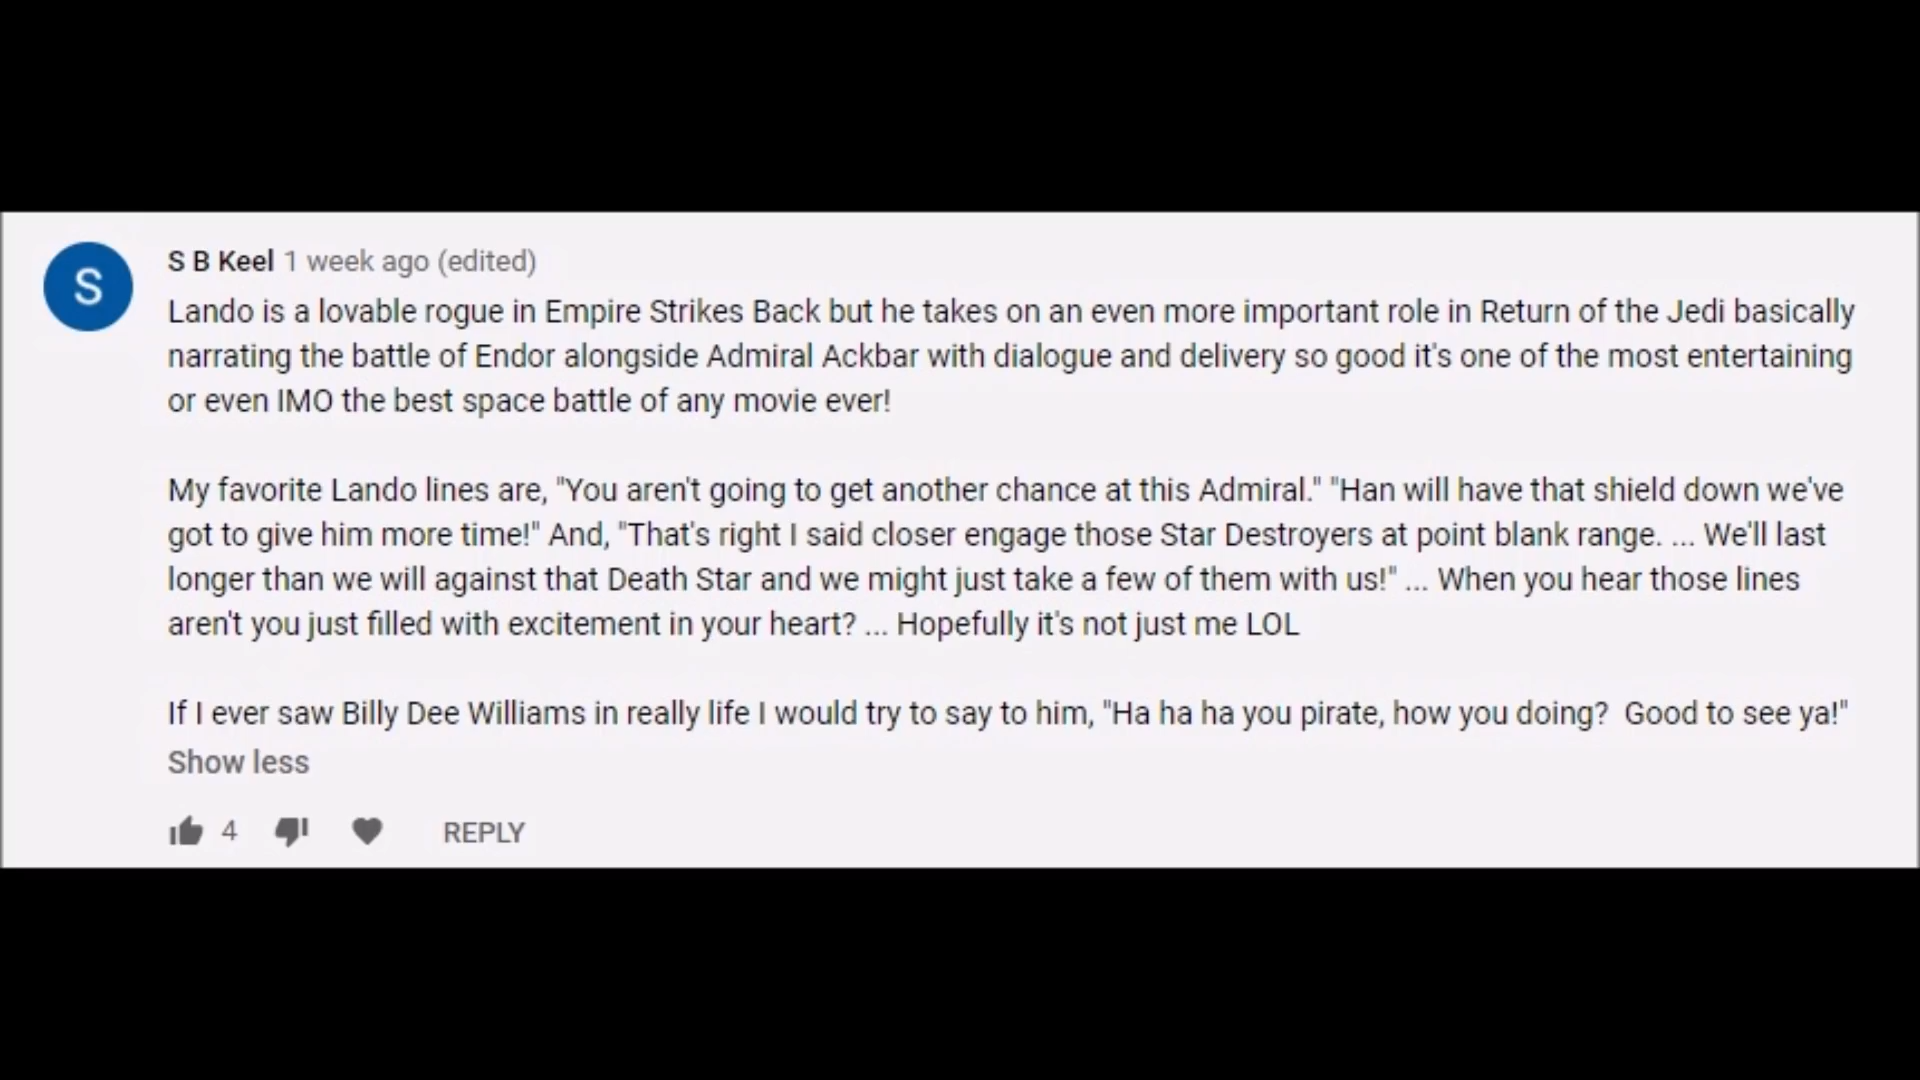 S
S B Keel 1 week ago (edited)
Lando is a lovable rogue in Empire Strikes Back but he takes on an even more important role in Return of the Jedi basically
narrating the battle of Endor alongside Admiral Ackbar with dialogue and delivery so good it's one of the most entertaining
or even IMO the best space battle of any movie ever!
My favorite Lando lines are, "You aren't going to get another chance at this Admiral." "Han will have that shield down we've
got to give him more time!" And, "That's right I said closer engage those Star Destroyers at point blank range. ... We'll last
longer than we will against that Death Star and we might just take a few of them with us!" ... When you hear those lines
aren't you just filled with excitement in your heart? ... Hopefully it's not just me LOL
If I ever saw Billy Dee Williams in really life I would try to say to him, "Ha ha ha you pirate, how you doing?  Good to see ya!"
Show less
4 REPLY